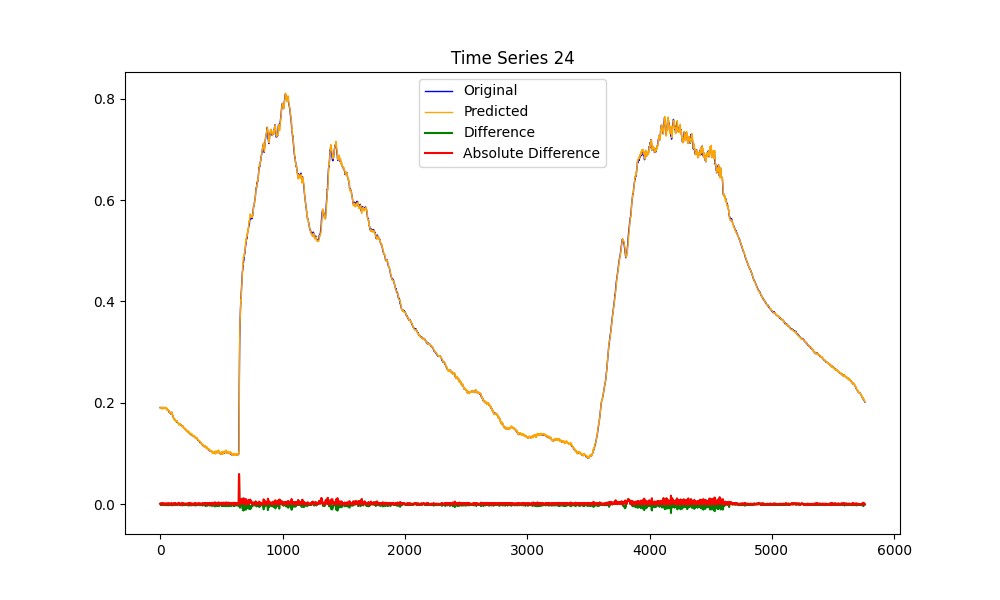 Time Series 24
Original
Predicted
Difference
Absolute Difference
0.8
0.6
0.4
0.2
0.0
0 1000 2000 3000 4000 5000 6000